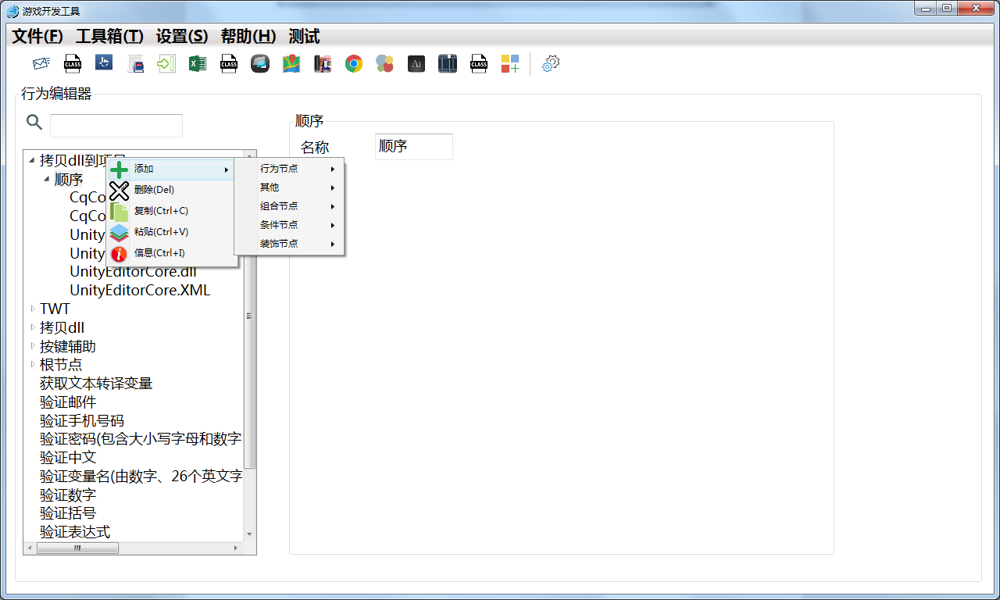 游戏开发工具
文件(F) 工具箱(T) 设置(S) 帮助(H) 测试
CLASS CLASS Ai CLASS
行为编辑器
顺序
名称 顺序
拷贝dll到项目
顺序
CqCo
CqCo
Unity
Unity
UnityEditorCore.dll
UnityEditorCore.XML
TWT
拷贝dll
按键辅助
根节点
获取文本转译变量
验证邮件
验证手机号码
验证密码(包含大小写字母和数字
验证中文
验证变量名(由数字、26个英文字
验证数字
验证括号
验证表达式
添加
删除(Del)
复制(Ctrl+C)
粘贴(Ctrl+V)
信息(Ctrl+I)
行为节点
其他
组合节点
条件节点
装饰节点